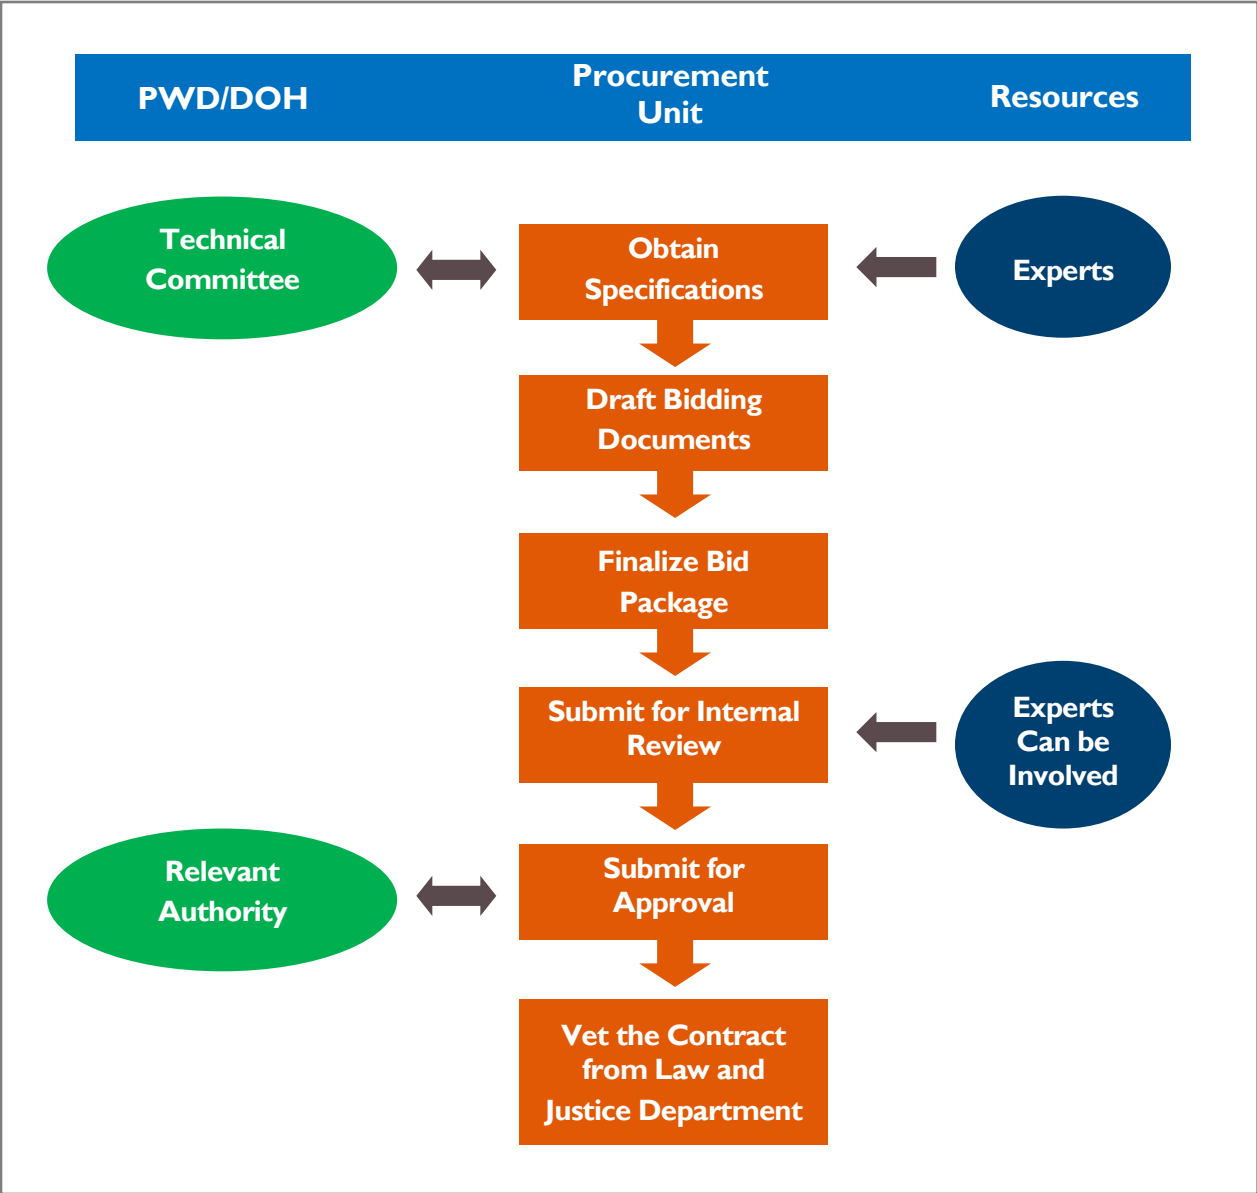 PWD/DOH
Procurement
Unit
Resources
Technical
Committee
Obtain
Specifications
Experts
Draft Bidding
Documents
Finalize Bid
Package
Submit for Internal
Review
Experts
Can be
Involved
Relevant
Authority
Submit for
Approval
Vet the Contract
from Law and
Justice Department